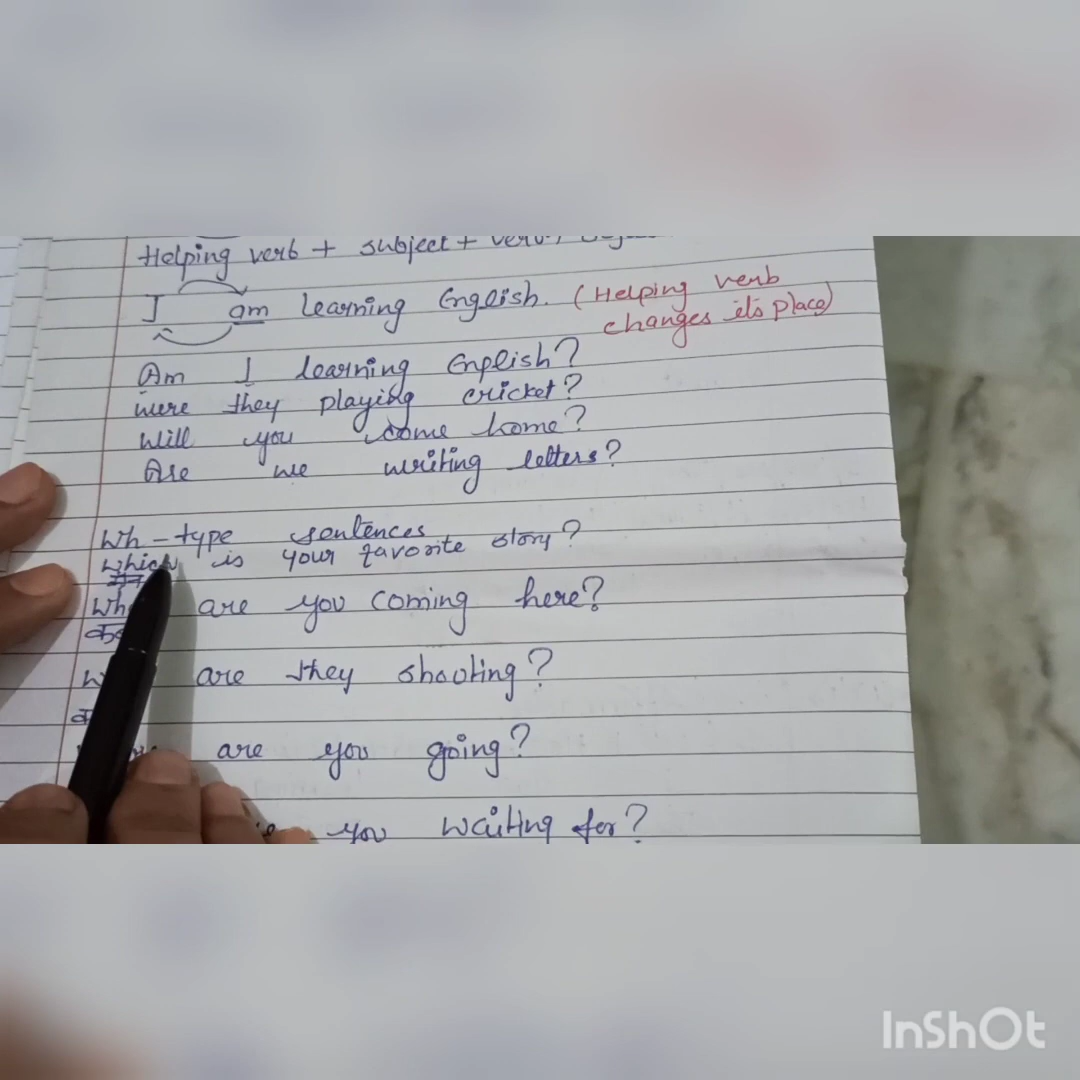 Helping verb + subject + verb +
I am learning English. (Helping verb changes it's place)
Am I learning English?
were they playing cricket?
Will you come home?
Are we writing letters?
Wh-type sentences
Which is your favorite story?
are you coming here?
are they shooting?
are you going?
you waiting for?
InShOt